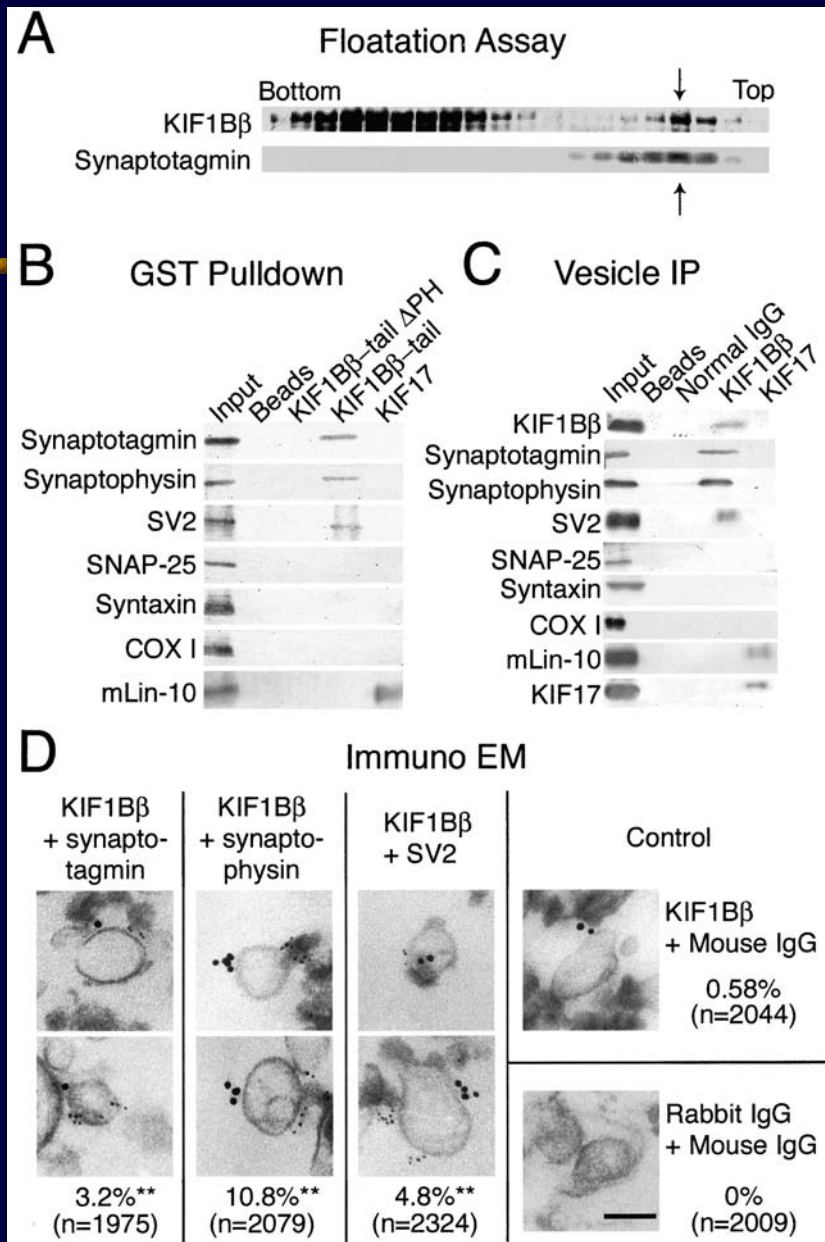 A
Floatation Assay
Bottom
Top
KIF1Bβ
Synaptotagmin
B
GST Pulldown
Input
Beads
KIF1Bβ–tail ΔPH
KIF1Bβ–tail
KIF17
Synaptotagmin
Synaptophysin
SV2
SNAP-25
Syntaxin
COX I
mLin-10
C
Vesicle IP
Input
Beads
Normal IgG
KIF1Bβ
KIF17
KIF1Bβ
Synaptotagmin
Synaptophysin
SV2
SNAP-25
Syntaxin
COX I
mLin-10
KIF17
D
Immuno EM
KIF1Bβ
+ synapto-
tagmin
3.2%**
(n=1975)
KIF1Bβ
+ synapto-
physin
10.8%**
(n=2079)
KIF1Bβ
+ SV2
4.8%**
(n=2324)
Control
KIF1Bβ
+ Mouse IgG
0.58%
(n=2044)
Rabbit IgG
+ Mouse IgG
0%
(n=2009)